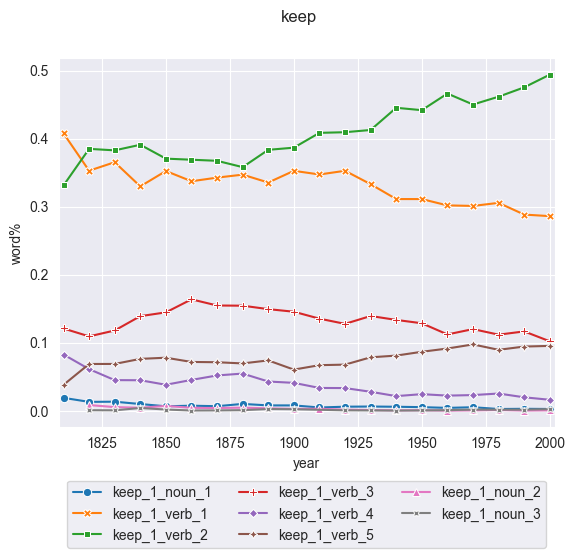 keep
0.5
0.4
0.3
0.2
0.1
0.0
word%
1825 1850 1875 1900 1925 1950 1975 2000
year
keep_1_noun_1 keep_1_verb_3 keep_1_noun_2
keep_1_verb_1 keep_1_verb_4 keep_1_noun_3
keep_1_verb_2 keep_1_verb_5